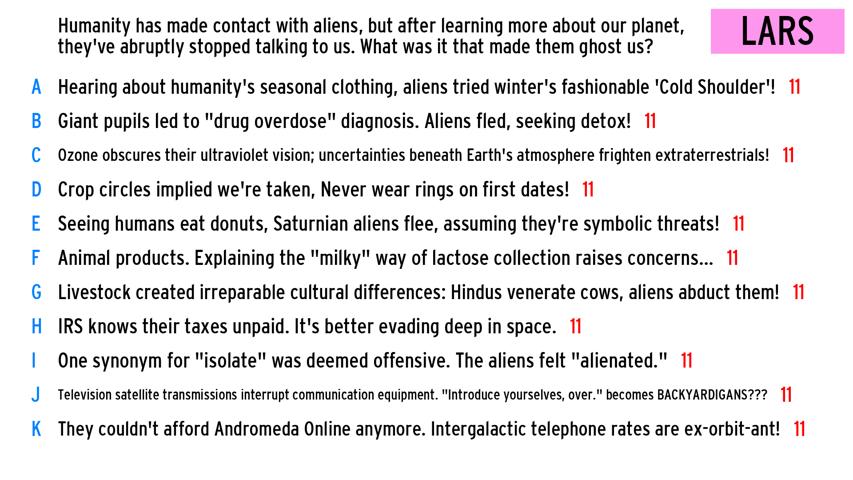 Humanity has made contact with aliens, but after learning more about our planet,
they've abruptly stopped talking to us. What was it that made them ghost us?
LARS
A Hearing about humanity's seasonal clothing, aliens tried winter's fashionable 'Cold Shoulder'! 11
B Giant pupils led to "drug overdose" diagnosis. Aliens fled, seeking detox! 11
C Ozone obscures their ultraviolet vision; uncertainties beneath Earth's atmosphere frighten extraterrestrials! 11
D Crop circles implied we're taken, Never wear rings on first dates! 11
E Seeing humans eat donuts, Saturnian aliens flee, assuming they're symbolic threats! 11
F Animal products. Explaining the "milky" way of lactose collection raises concerns... 11
G Livestock created irreparable cultural differences: Hindus venerate cows, aliens abduct them! 11
H IRS knows their taxes unpaid. It's better evading deep in space. 11
I One synonym for "isolate" was deemed offensive. The aliens felt "alienated." 11
J Television satellite transmissions interrupt communication equipment. "Introduce yourselves, over." becomes BACKYARDIGANS??? 11
K They couldn't afford Andromeda Online anymore. Intergalactic telephone rates are ex-orbit-ant! 11